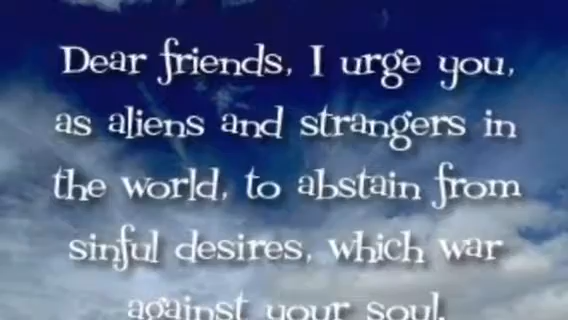 Dear friends, I urge you,
as aliens and strangers in
the world, to abstain from
sinful desires, which war
against your soul.